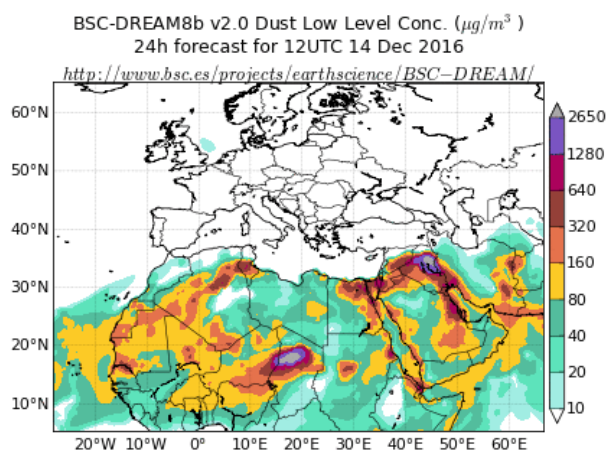 BSC-DREAM8b v2.0 Dust Low Level Conc. (μg/m³ )
24h forecast for 12UTC 14 Dec 2016
http://www.bsc.es/projects/earthscience/BSC−DREAM/
60°N
50°N
40°N
30°N
20°N
10°N
20°W
10°W
0°
10°E
20°E
30°E
40°E
50°E
60°E
2650
1280
640
320
160
80
40
20
10